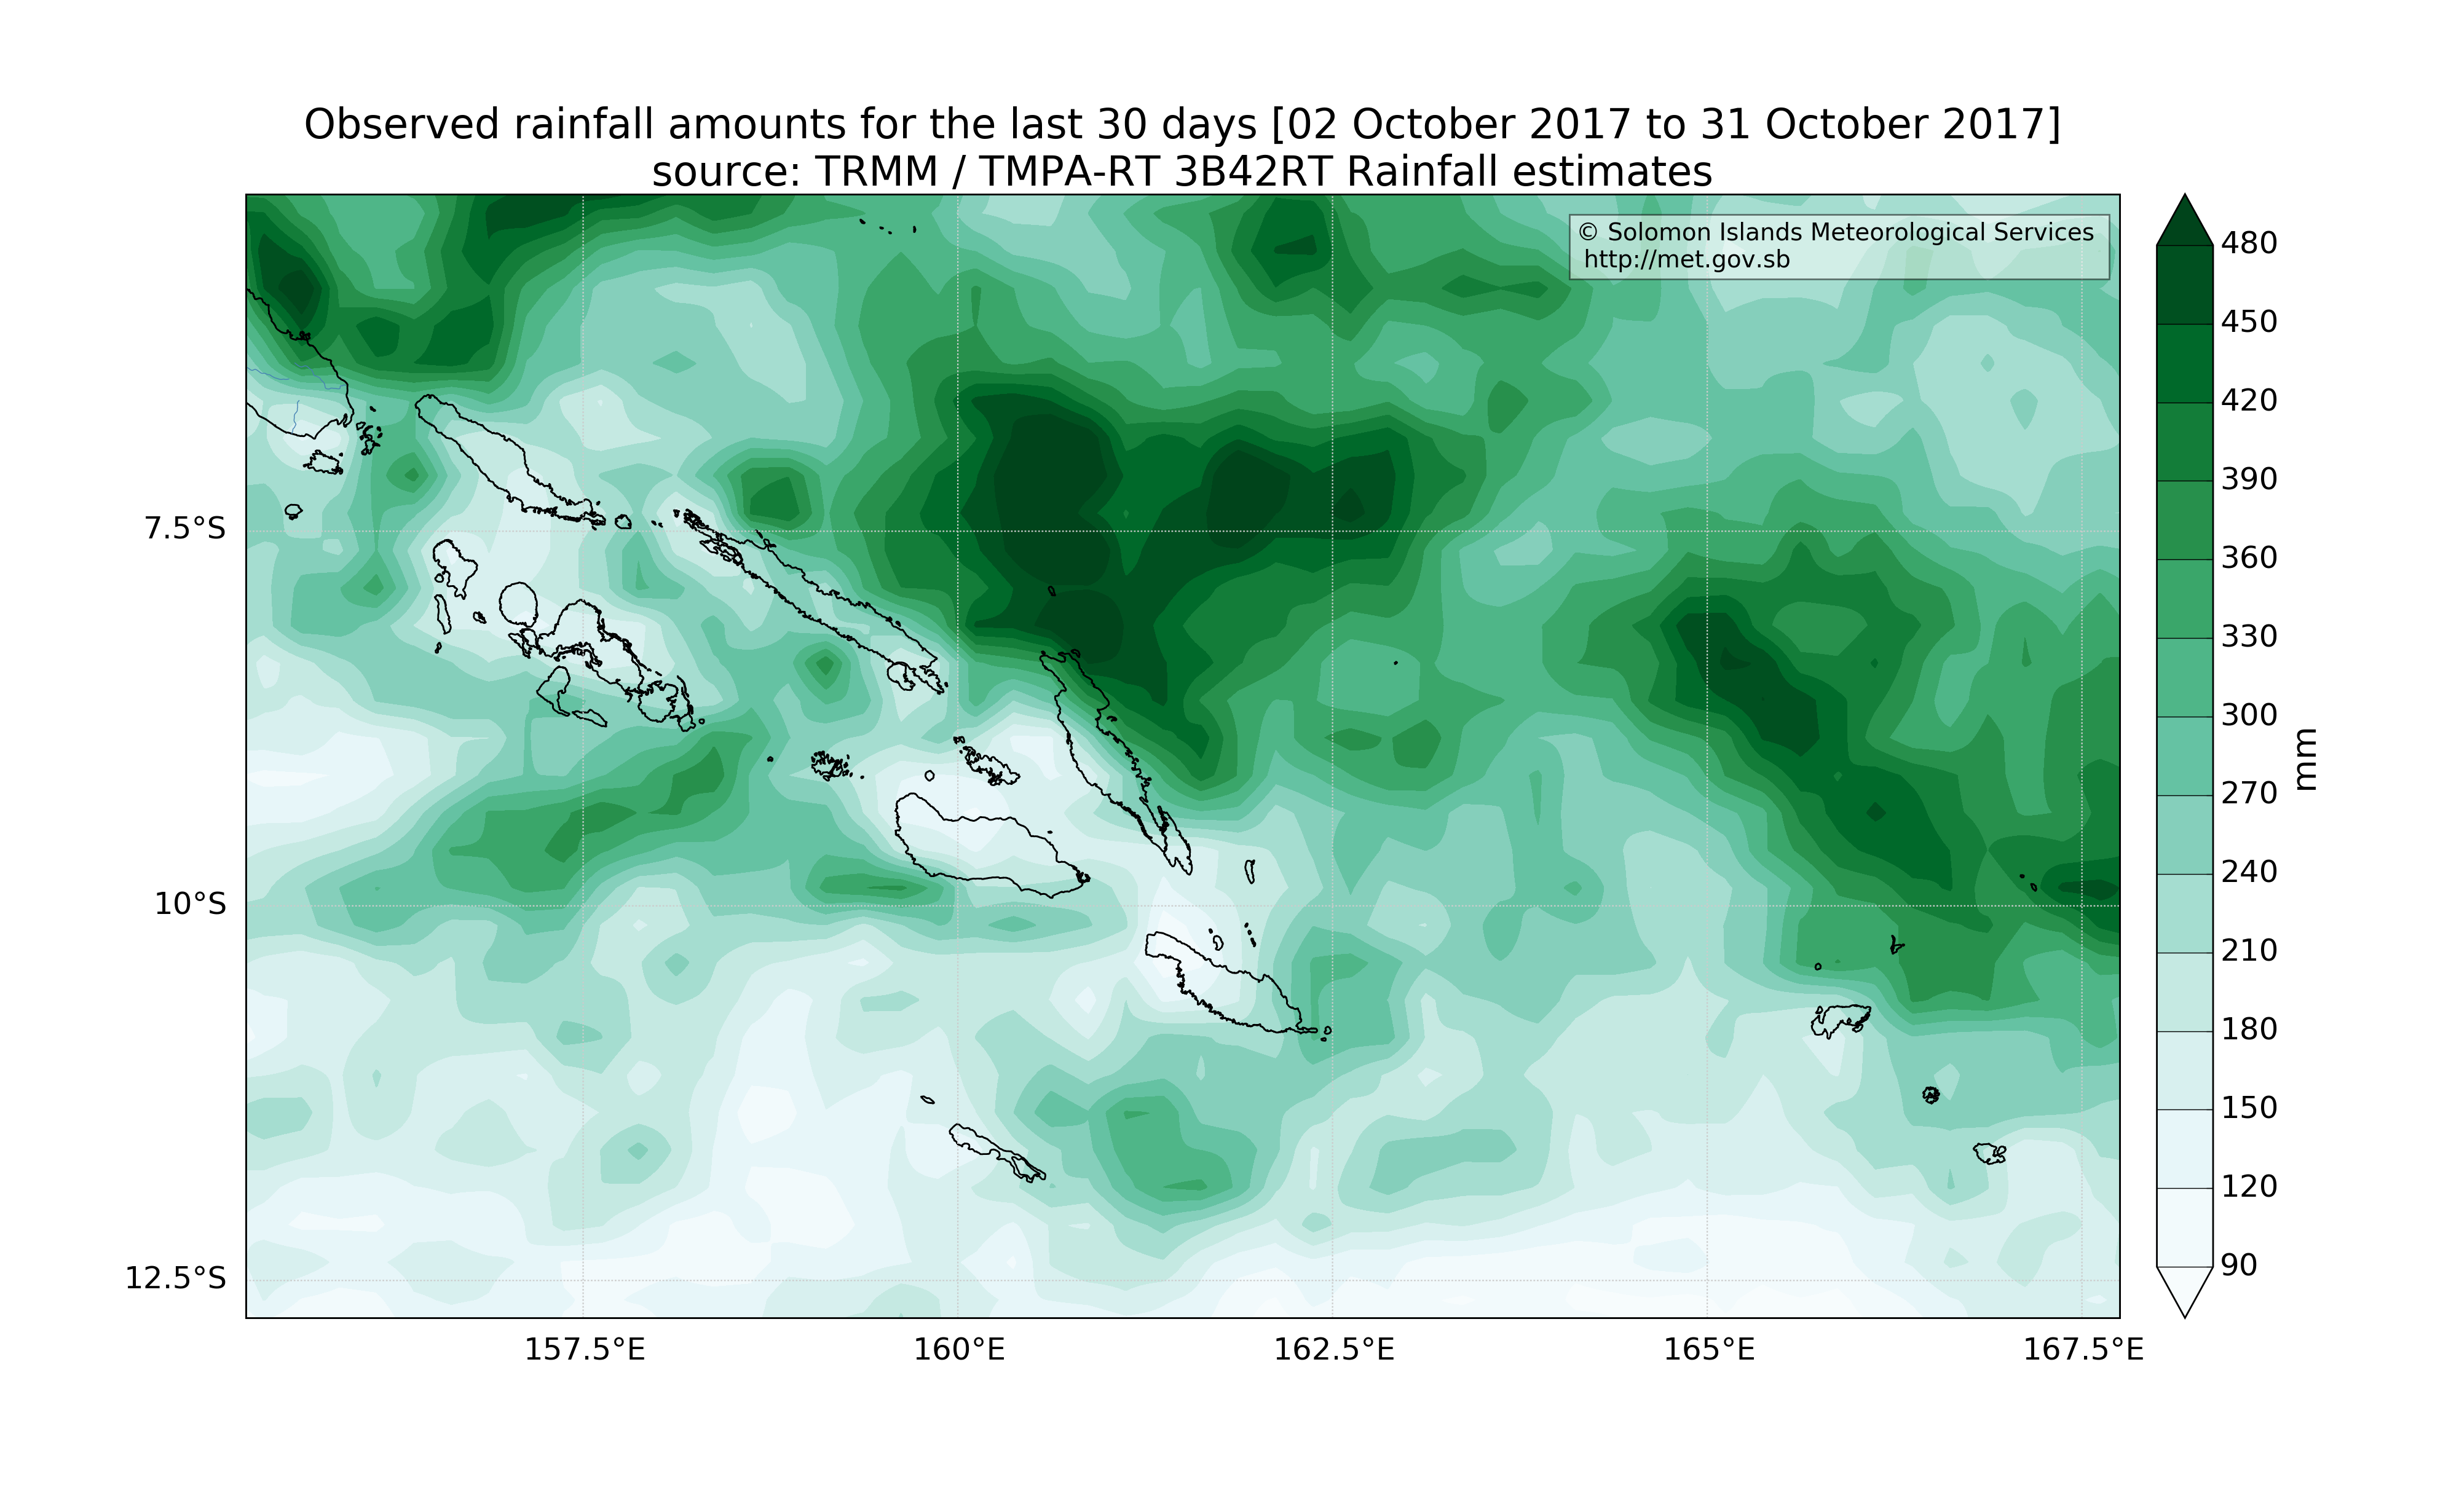 Observed rainfall amounts for the last 30 days [02 October 2017 to 31 October 2017]
source: TRMM / TMPA-RT 3B42RT Rainfall estimates
© Solomon Islands Meteorological Services
http://met.gov.sb
7.5°S
10°S
12.5°S
157.5°E
160°E
162.5°E
165°E
167.5°E
480
450
420
390
360
330
300
270
240
210
180
150
120
90
mm